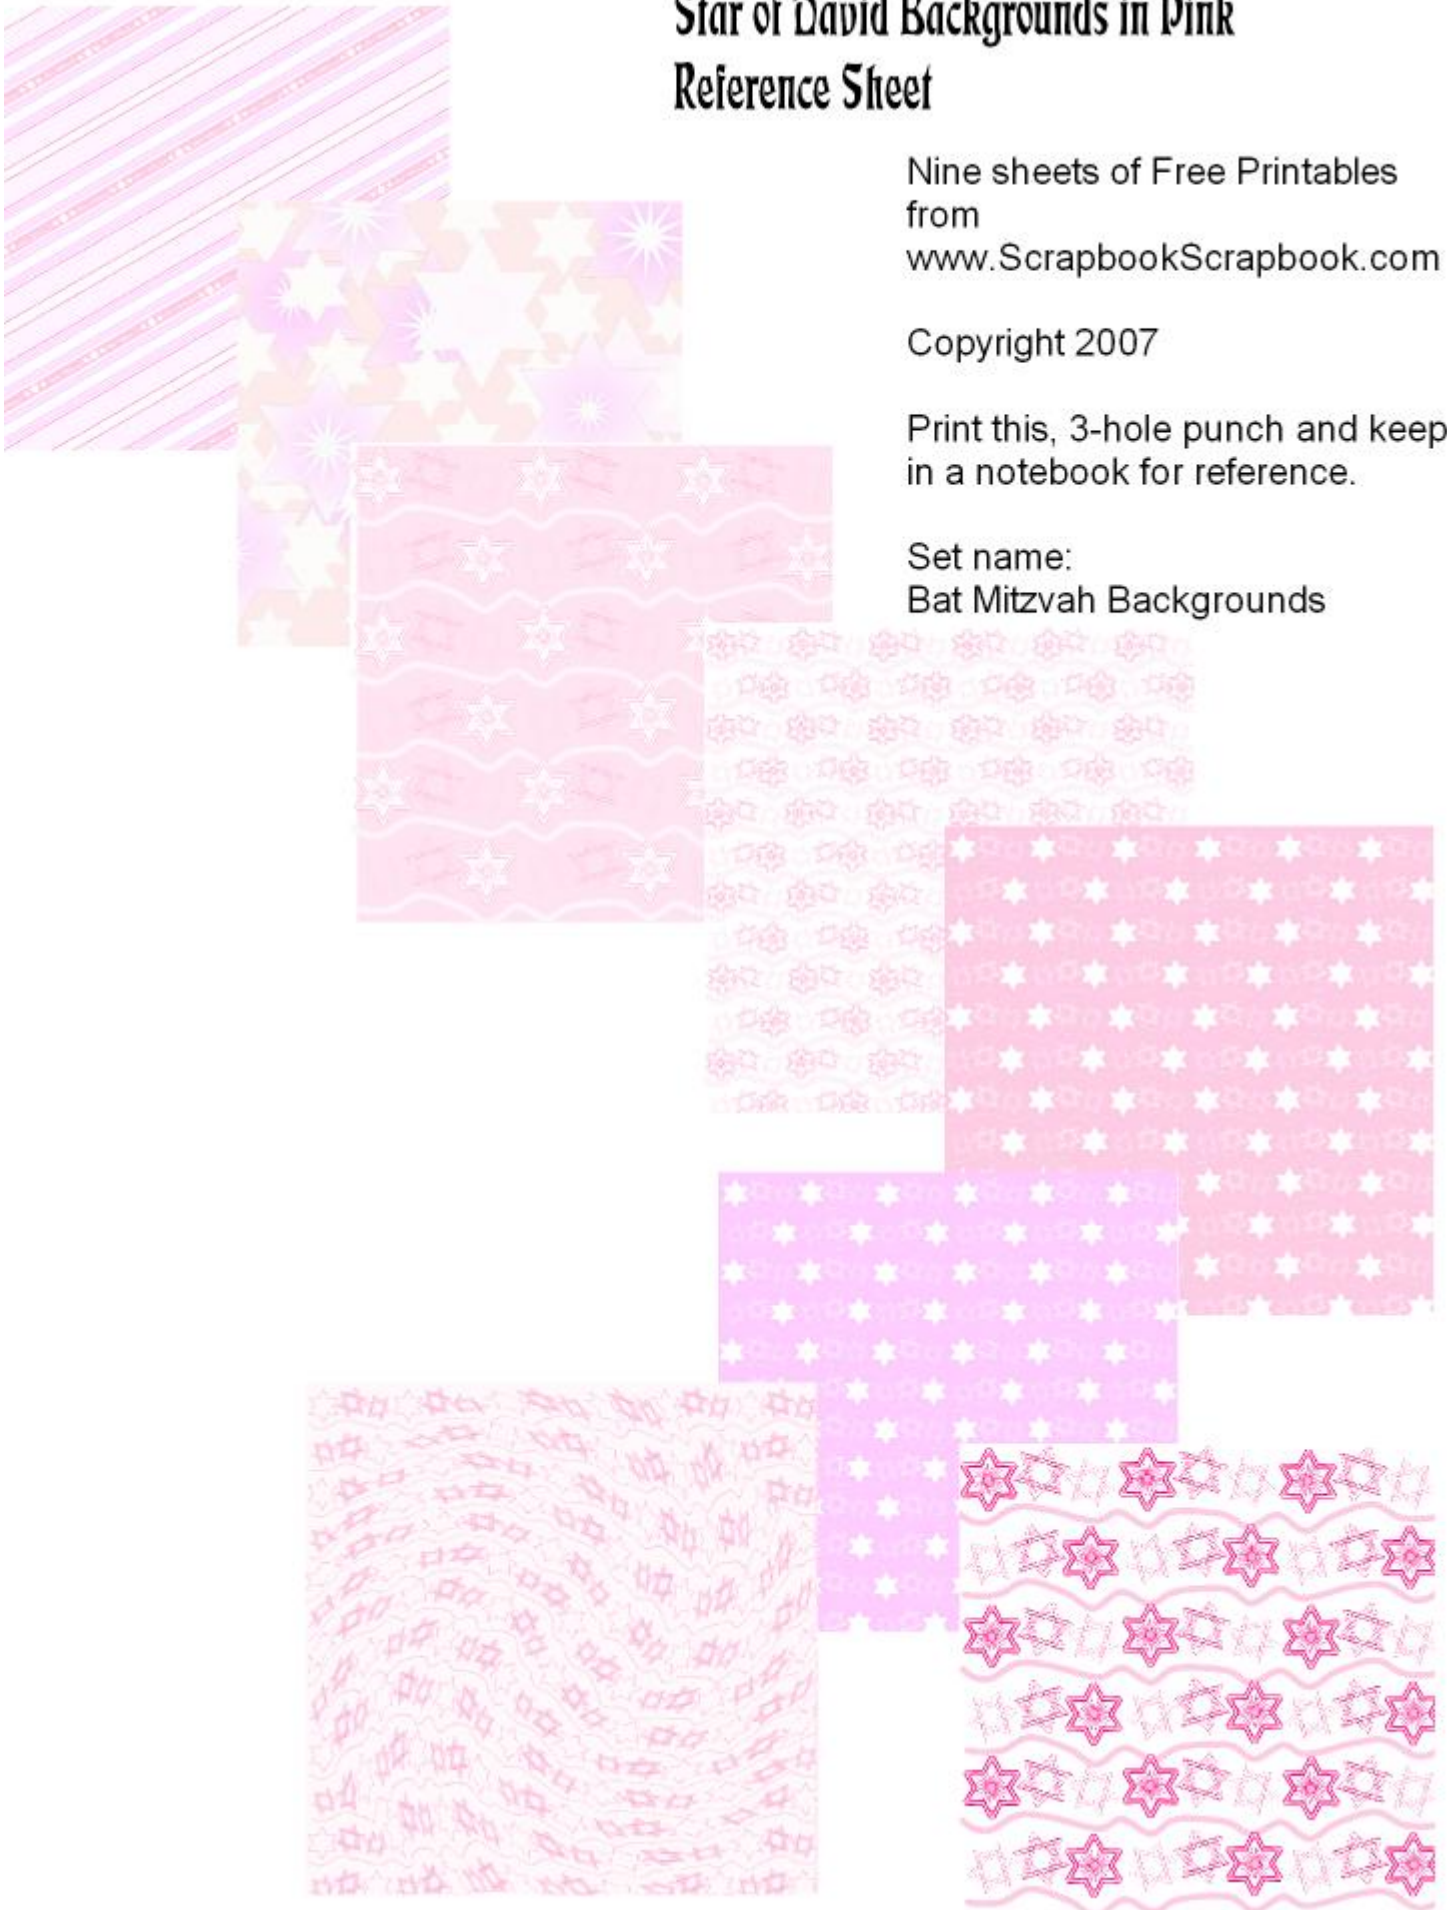 Star of David Backgrounds in Pink
Reference Sheet
Nine sheets of Free Printables
from
www.ScrapbookScrapbook.com
Copyright 2007
Print this, 3-hole punch and keep
in a notebook for reference.
Set name:
Bat Mitzvah Backgrounds